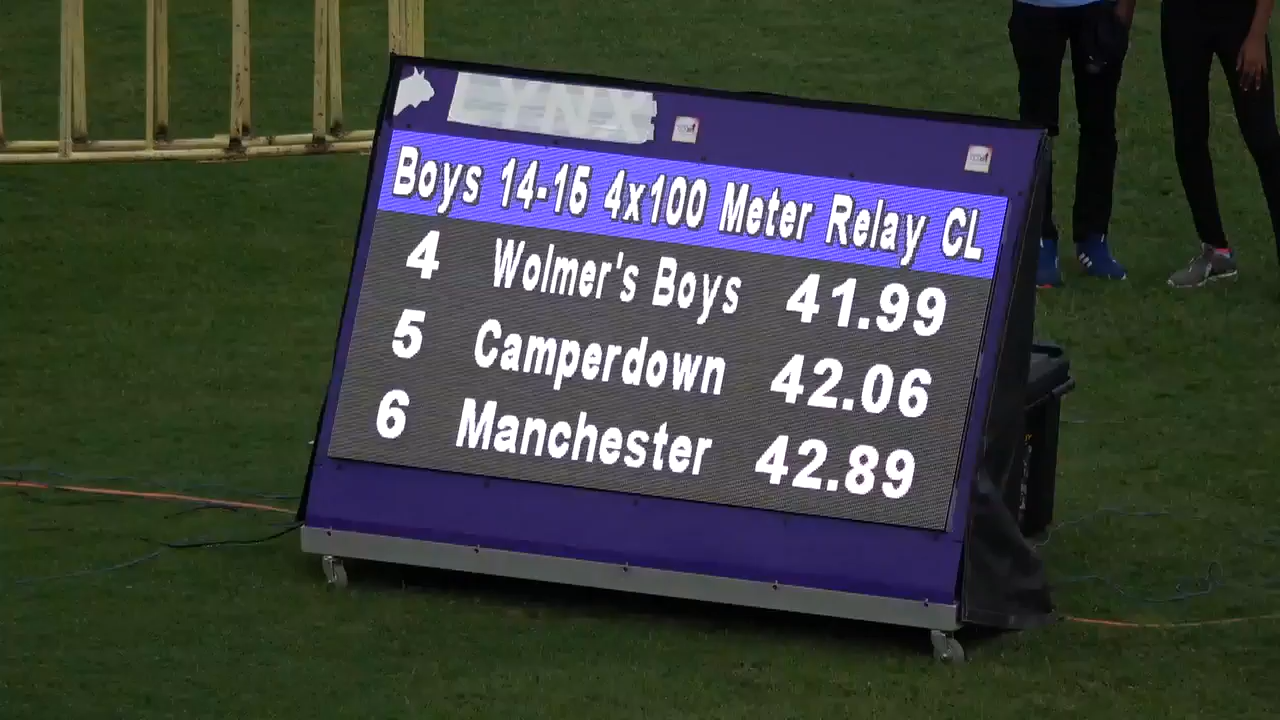 LYNX
Boys 14-15 4x100 Meter Relay CL
4 Wolmer's Boys 41.99
5 Camperdown 42.06
6 Manchester 42.89